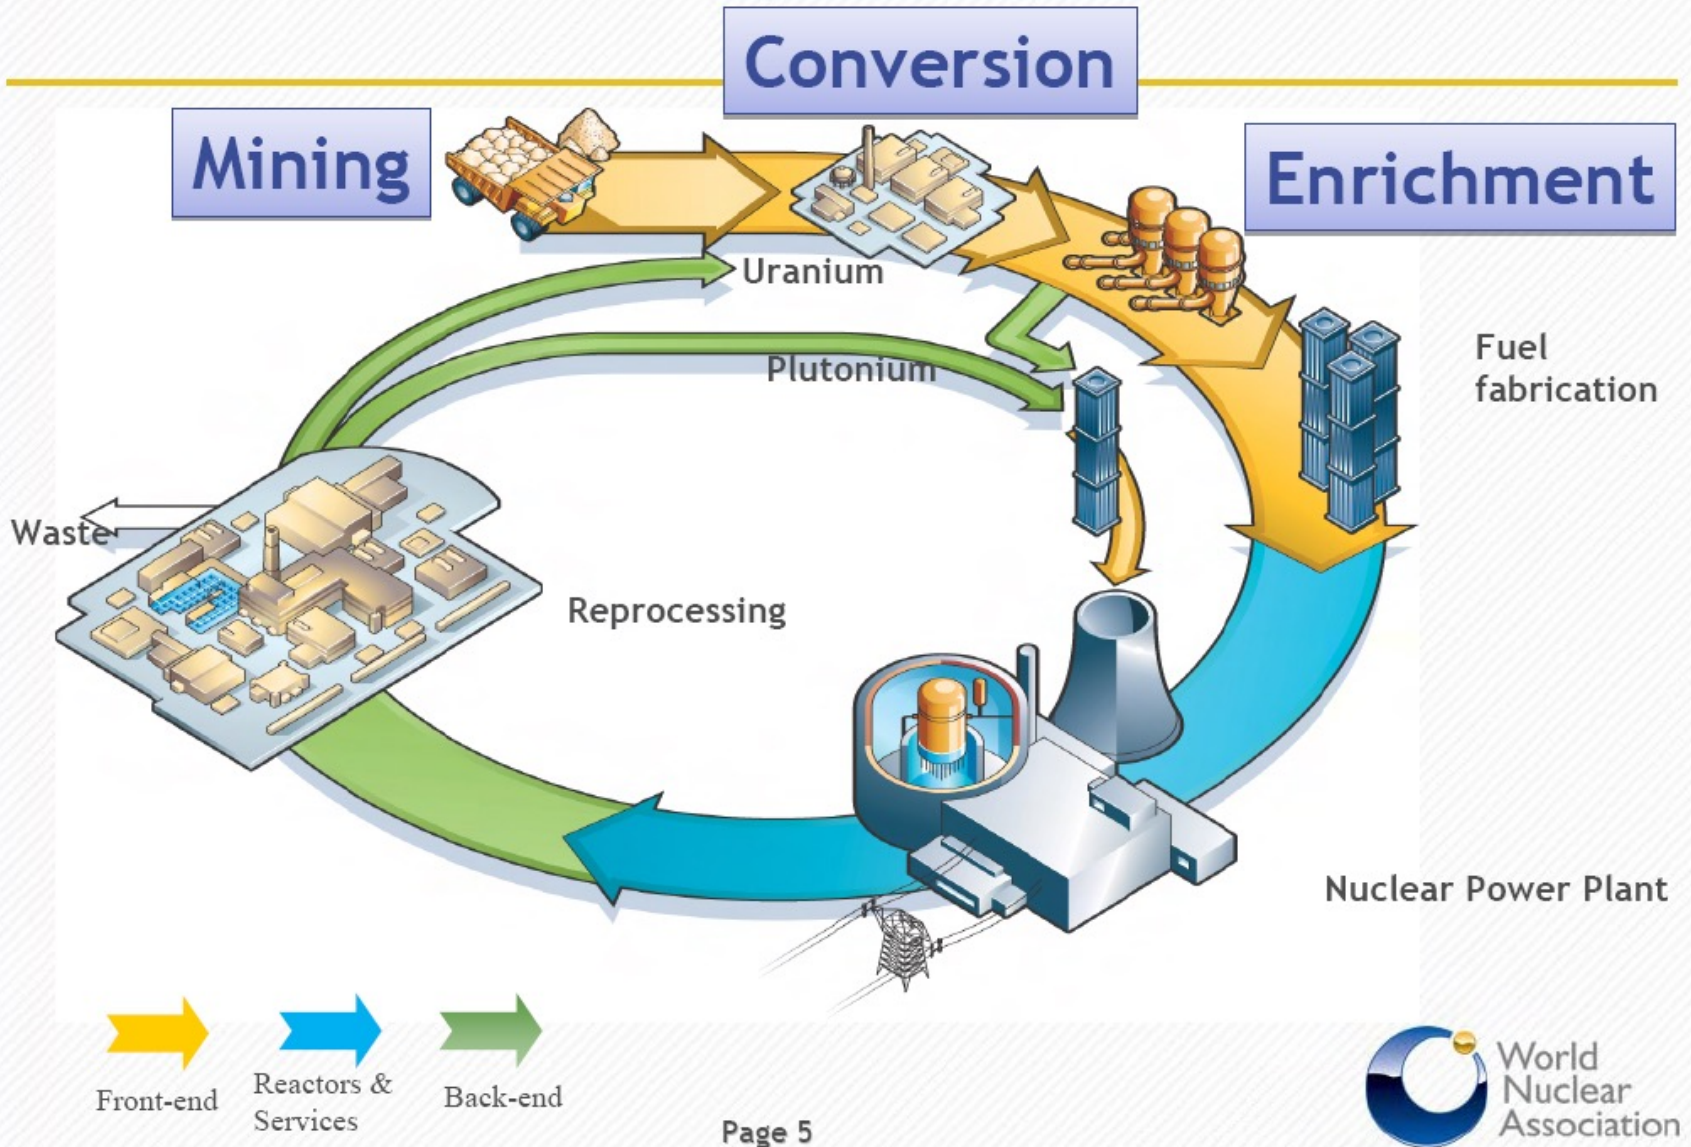 Conversion
Mining
Enrichment
Uranium
Plutonium
Fuel
fabrication
Waste
Reprocessing
Nuclear Power Plant
Front-end
Reactors &
Services
Back-end
Page 5
World
Nuclear
Association